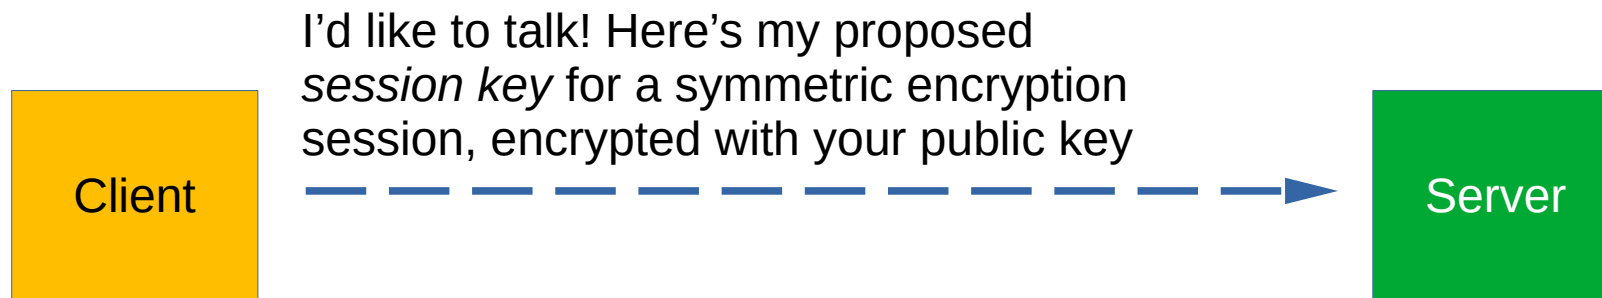 I’d like to talk! Here’s my proposed
session key for a symmetric encryption
session, encrypted with your public key
Client
Server